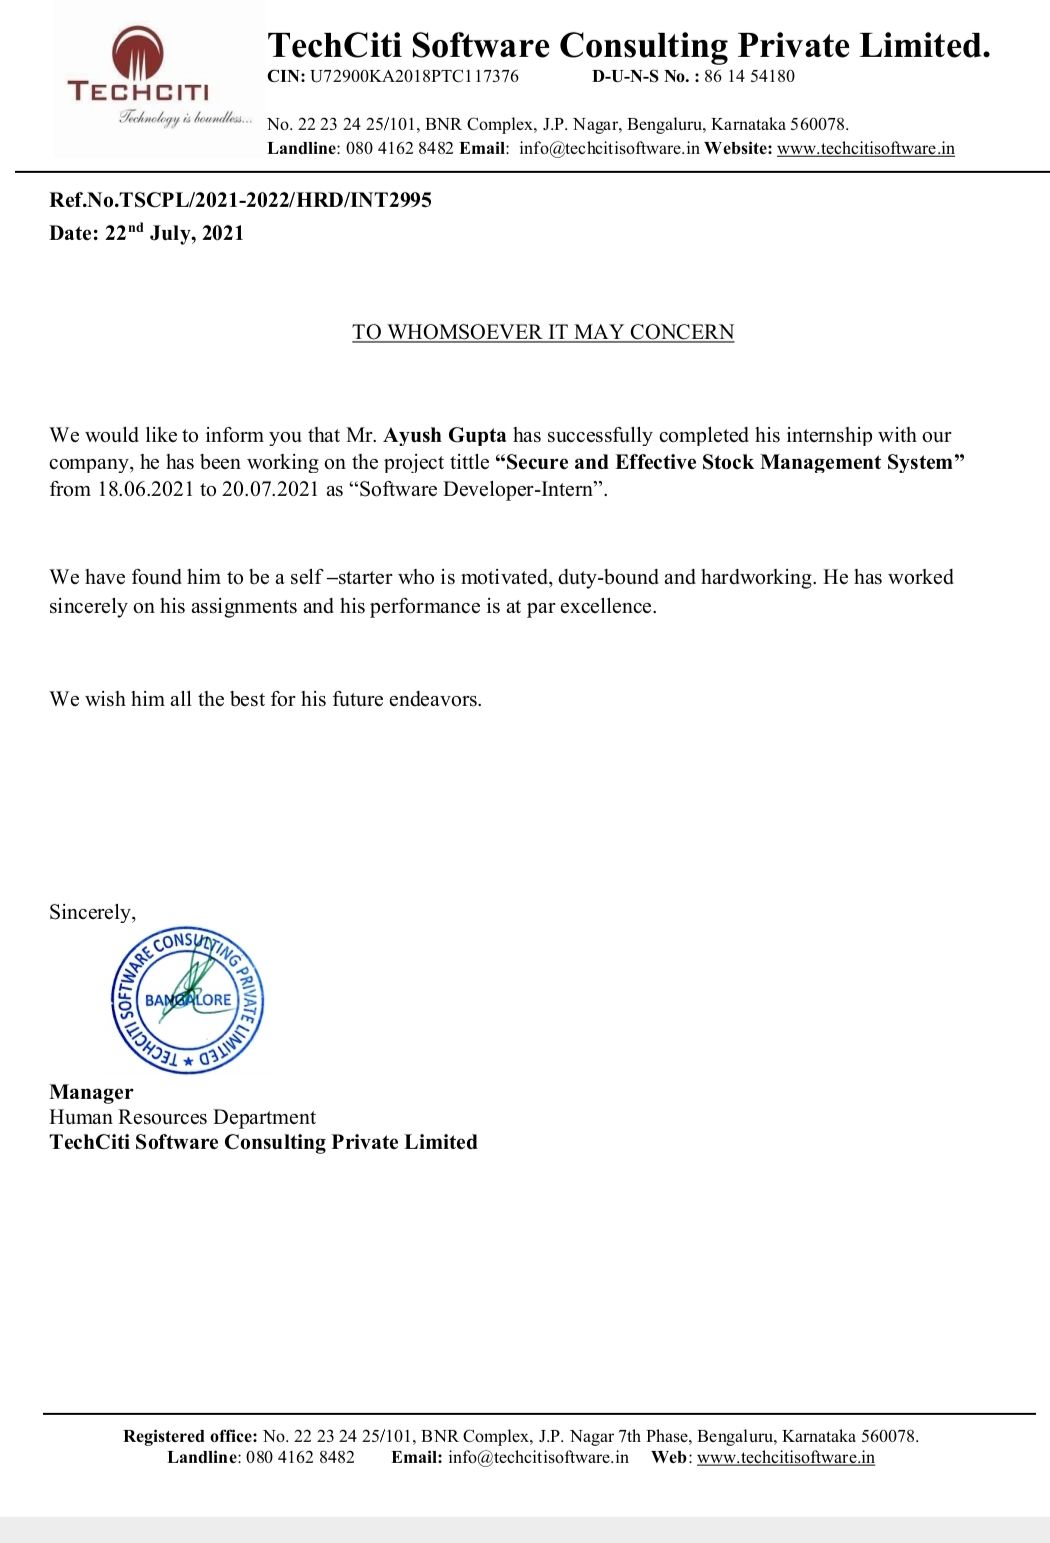 TECHCITI
Technology is boundless...
TechCiti Software Consulting Private Limited.
CIN: U72900KA2018PTC117376 D-U-N-S No. : 86 14 54180
No. 22 23 24 25/101, BNR Complex, J.P. Nagar, Bengaluru, Karnataka 560078.
Landline: 080 4162 8482 Email: info@techcitisoftware.in Website: www.techcitisoftware.in
Ref.No.TSCPL/2021-2022/HRD/INT2995
Date: 22nd July, 2021
TO WHOMSOEVER IT MAY CONCERN
We would like to inform you that Mr. Ayush Gupta has successfully completed his internship with our
company, he has been working on the project tittle “Secure and Effective Stock Management System”
from 18.06.2021 to 20.07.2021 as “Software Developer-Intern”.
We have found him to be a self –starter who is motivated, duty-bound and hardworking. He has worked
sincerely on his assignments and his performance is at par excellence.
We wish him all the best for his future endeavors.
Sincerely,
TECHCITI SOFTWARE CONSULTING PRIVATE LIMITED ★
BANGALORE
Manager
Human Resources Department
TechCiti Software Consulting Private Limited
Registered office: No. 22 23 24 25/101, BNR Complex, J.P. Nagar 7th Phase, Bengaluru, Karnataka 560078.
Landline: 080 4162 8482 Email: info@techcitisoftware.in Web: www.techcitisoftware.in